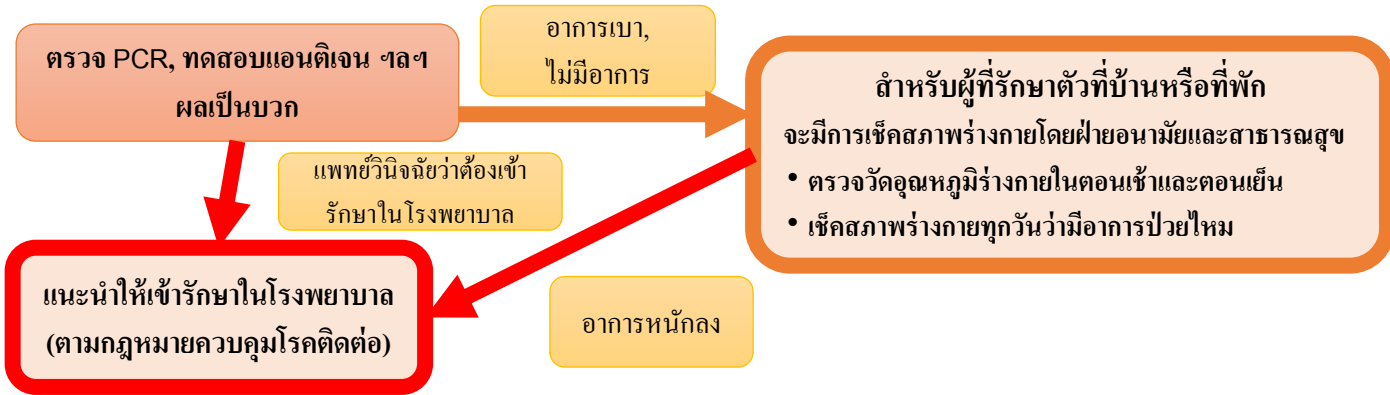 ตรวจ PCR, ทดสอบแอนติเจน ฯลฯ
ผลเป็นบวก
อาการเบา,
ไม่มีอาการ
สำหรับผู้ที่รักษาตัวที่บ้านหรือที่พัก
จะมีการเช็คสภาพร่างกายโดยฝ่ายอนามัยและสาธารณสุข
• ตรวจวัดอุณหภูมิร่างกายในตอนเช้าและตอนเย็น
• เช็คสภาพร่างกายทุกวันว่ามีอาการป่วยไหม
แพทย์วินิจฉัยว่าต้องเข้า
รักษาในโรงพยาบาล
แนะนำให้เข้ารักษาในโรงพยาบาล
(ตามกฎหมายควบคุมโรคติดต่อ)
อาการหนักลง